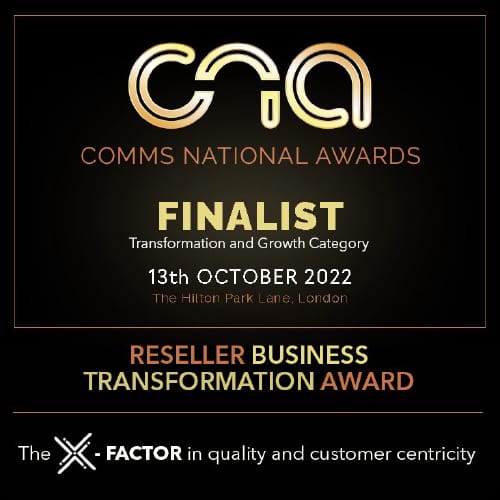 cna
COMMS NATIONAL AWARDS
FINALIST
Transformation and Growth Category
13th OCTOBER 2022
The Hilton Park Lane, London
RESELLER BUSINESS
TRANSFORMATION AWARD
The X- FACTOR in quality and customer centricity